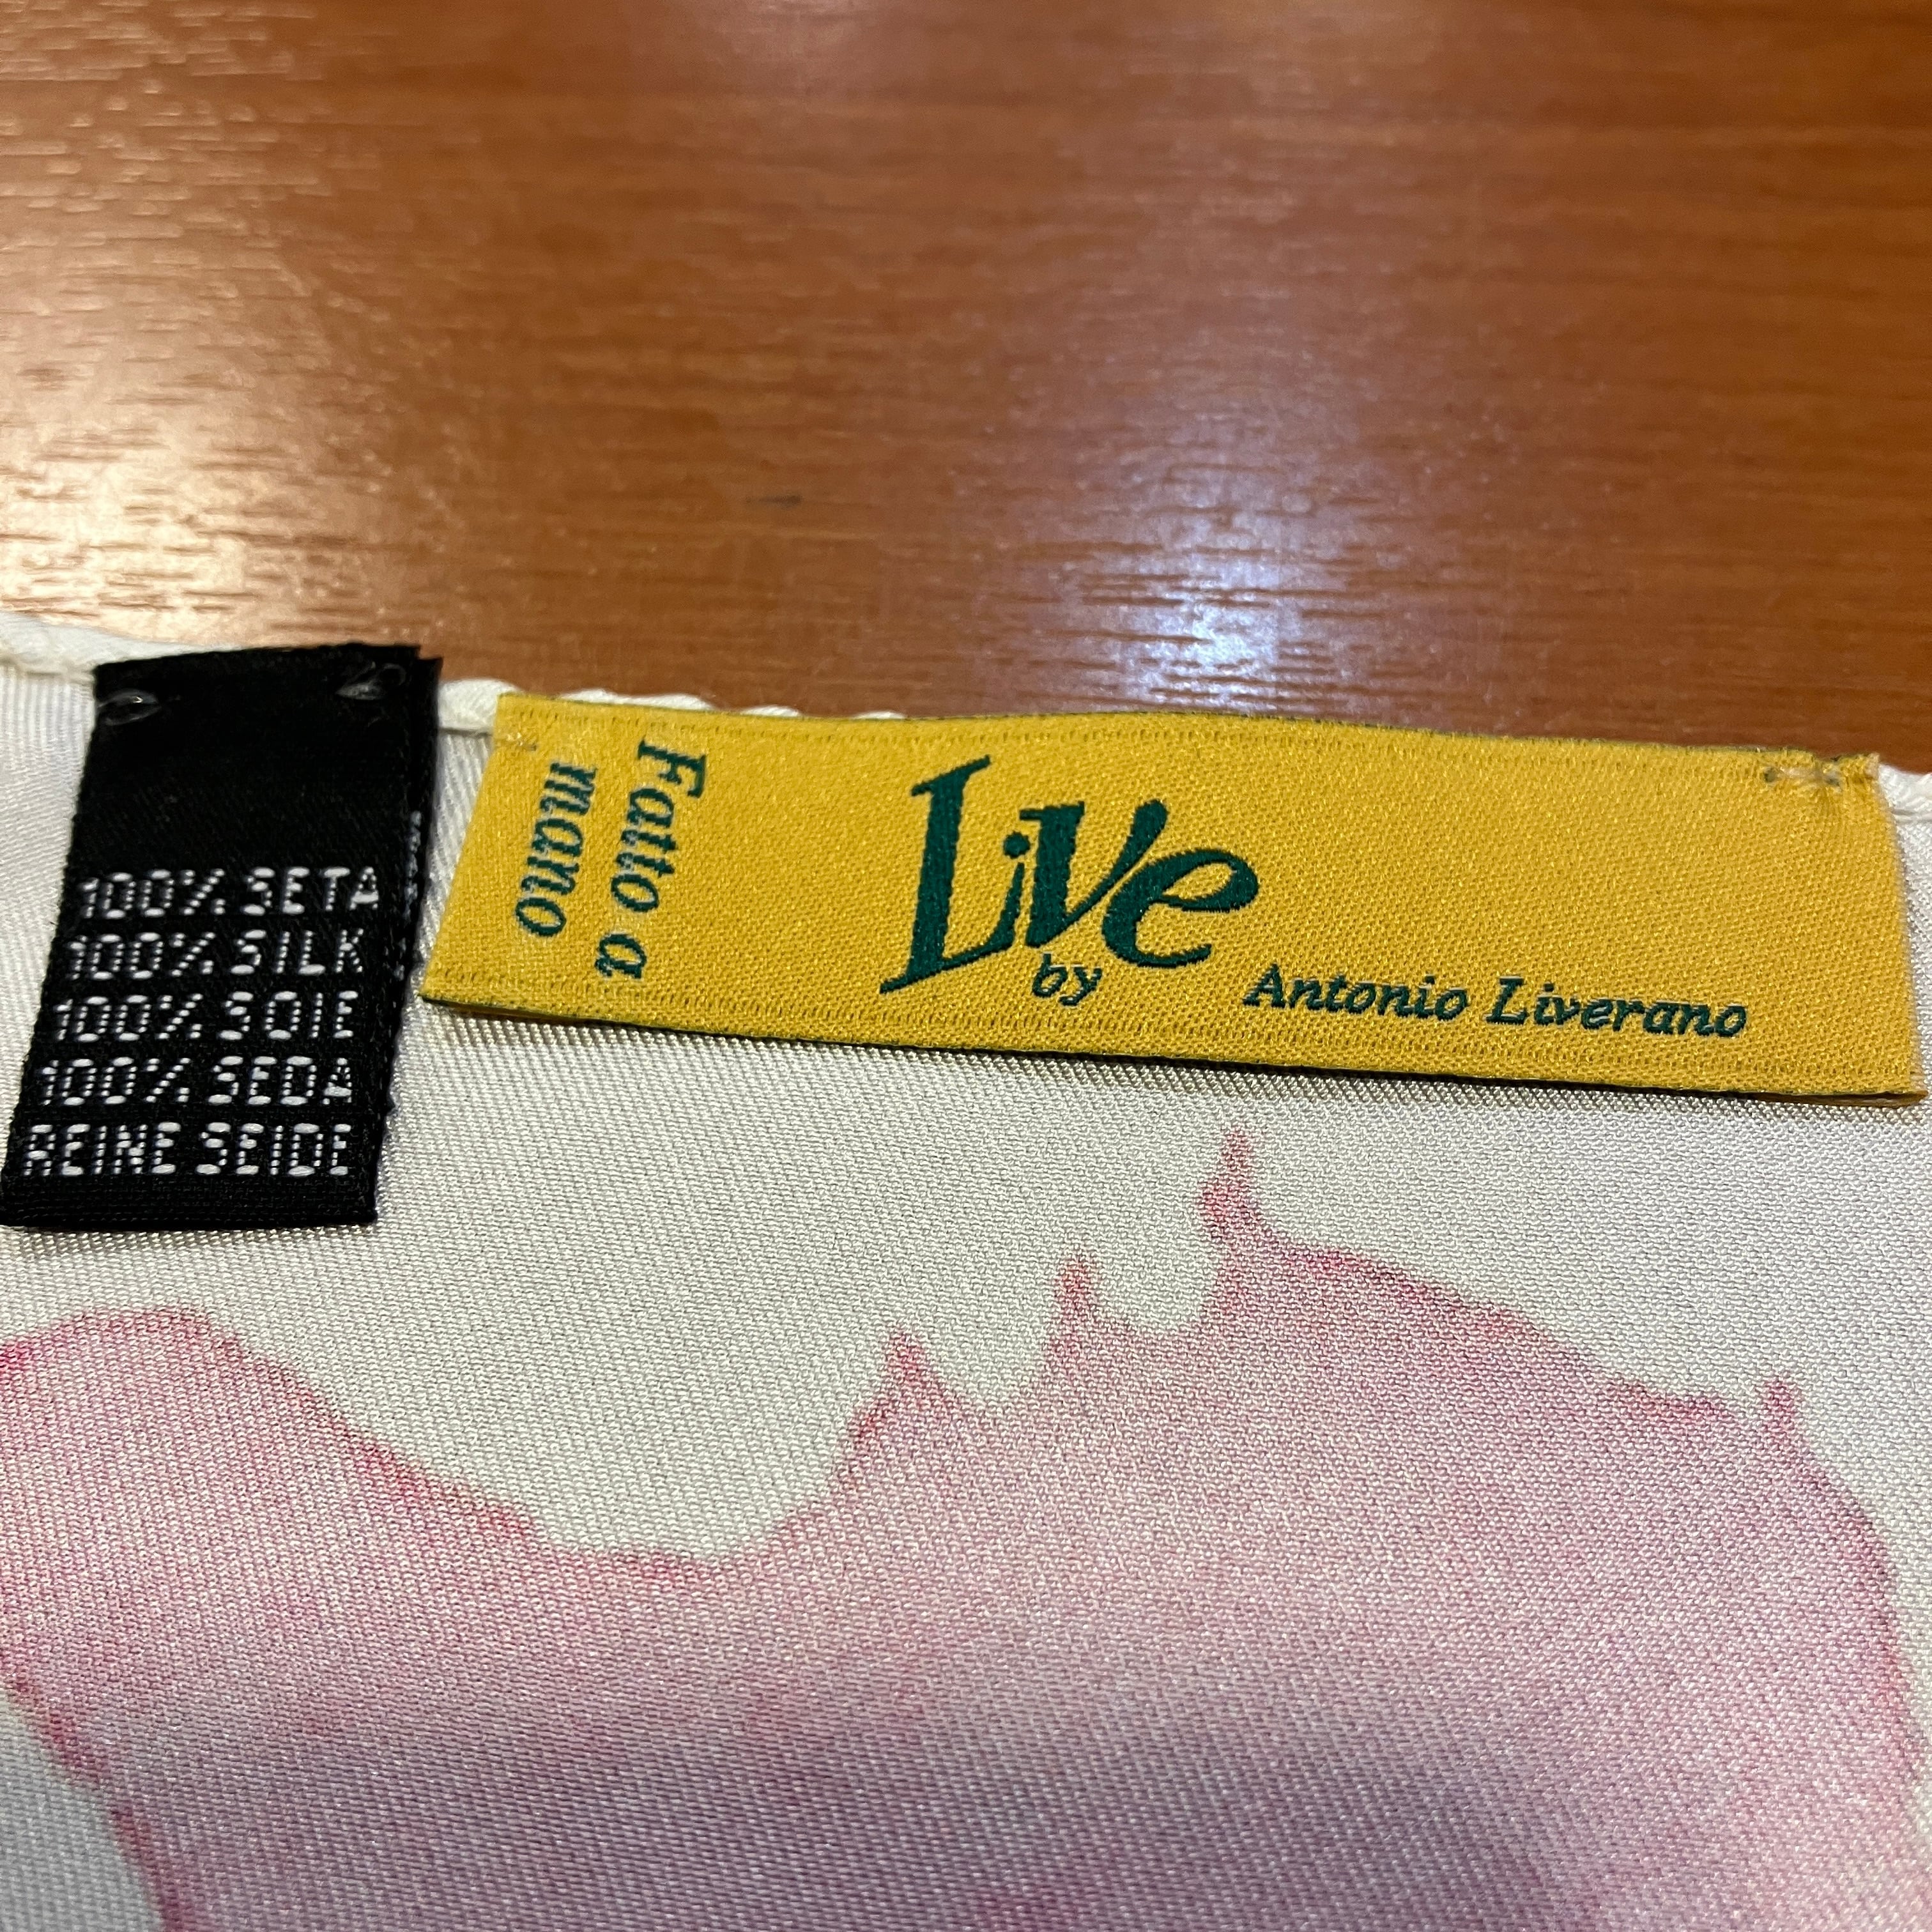 100% SETA
100% SILK
100% SOIE
100% SEDA
REINE SEIDE
Fatto a
mano
Live
by
Antonio Liverano